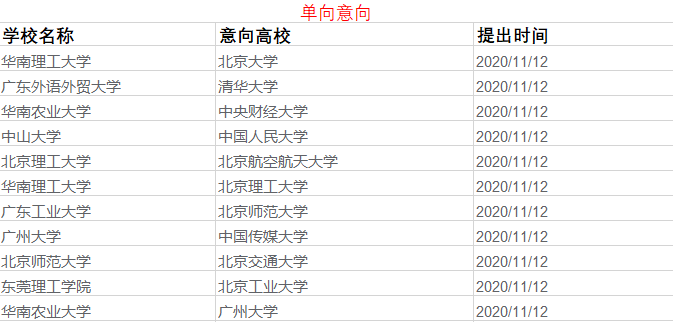 单向意向
学校名称 意向高校 提出时间
华南理工大学 北京大学 2020/11/12
广东外语外贸大学 清华大学 2020/11/12
华南农业大学 中央财经大学 2020/11/12
中山大学 中国人民大学 2020/11/12
北京理工大学 北京航空航天大学 2020/11/12
华南理工大学 北京理工大学 2020/11/12
广东工业大学 北京师范大学 2020/11/12
广州大学 中国传媒大学 2020/11/12
北京师范大学 北京交通大学 2020/11/12
东莞理工学院 北京工业大学 2020/11/12
华南农业大学 广州大学 2020/11/12